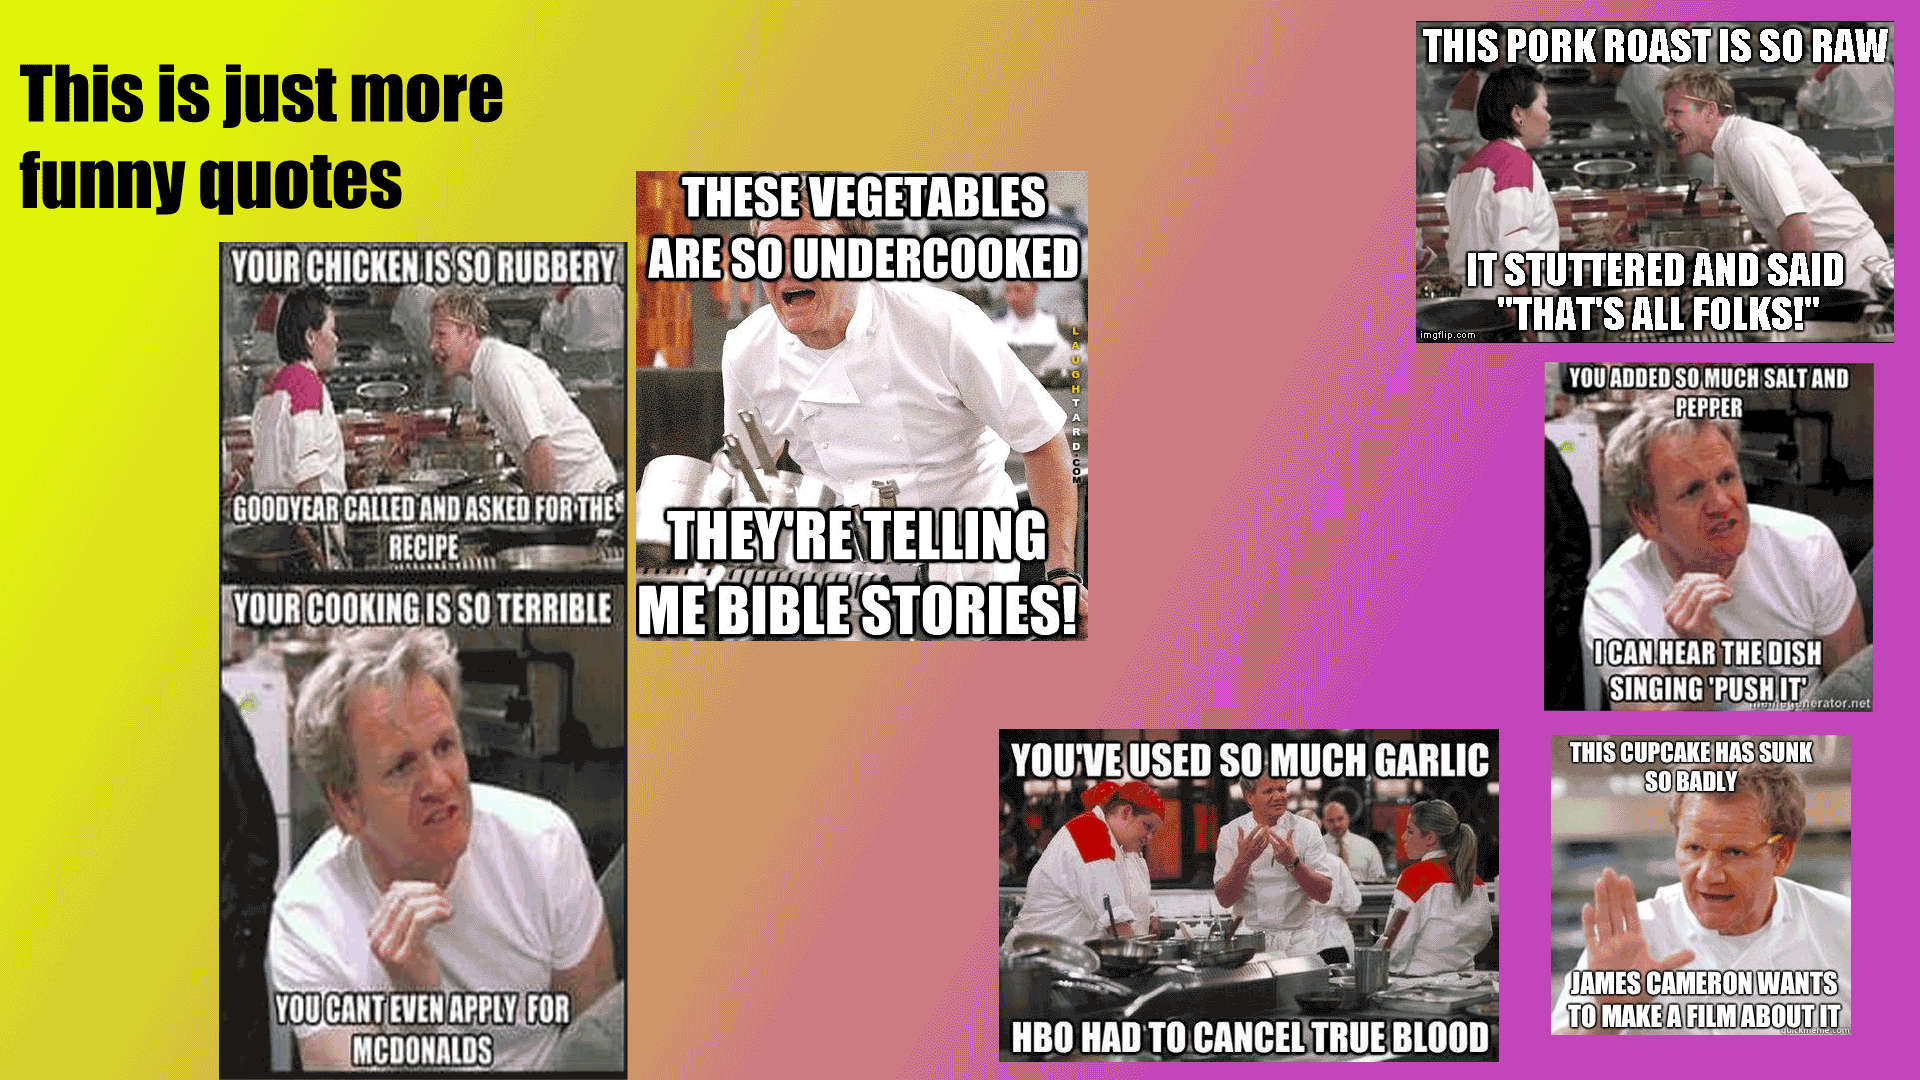 This is just more
funny quotes
YOUR CHICKEN IS SO RUBBERY
GOODYEAR CALLED AND ASKED FOR THE
RECIPE
YOUR COOKING IS SO TERRIBLE
YOU CANT EVEN APPLY FOR
MCDONALDS
THESE VEGETABLES
ARE SO UNDERCOOKED
THEY'RE TELLING
ME BIBLE STORIES!
LAUGHTARD.COM
YOU'VE USED SO MUCH GARLIC
HBO HAD TO CANCEL TRUE BLOOD
THIS PORK ROAST IS SO RAW
IT STUTTERED AND SAID
"THAT'S ALL FOLKS!"
imgflip.com
YOU ADDED SO MUCH SALT AND
PEPPER
I CAN HEAR THE DISH
SINGING 'PUSH IT'
memegenerator.net
THIS CUPCAKE HAS SUNK
SO BADLY
JAMES CAMERON WANTS
TO MAKE A FILM ABOUT IT
quickmeme.com